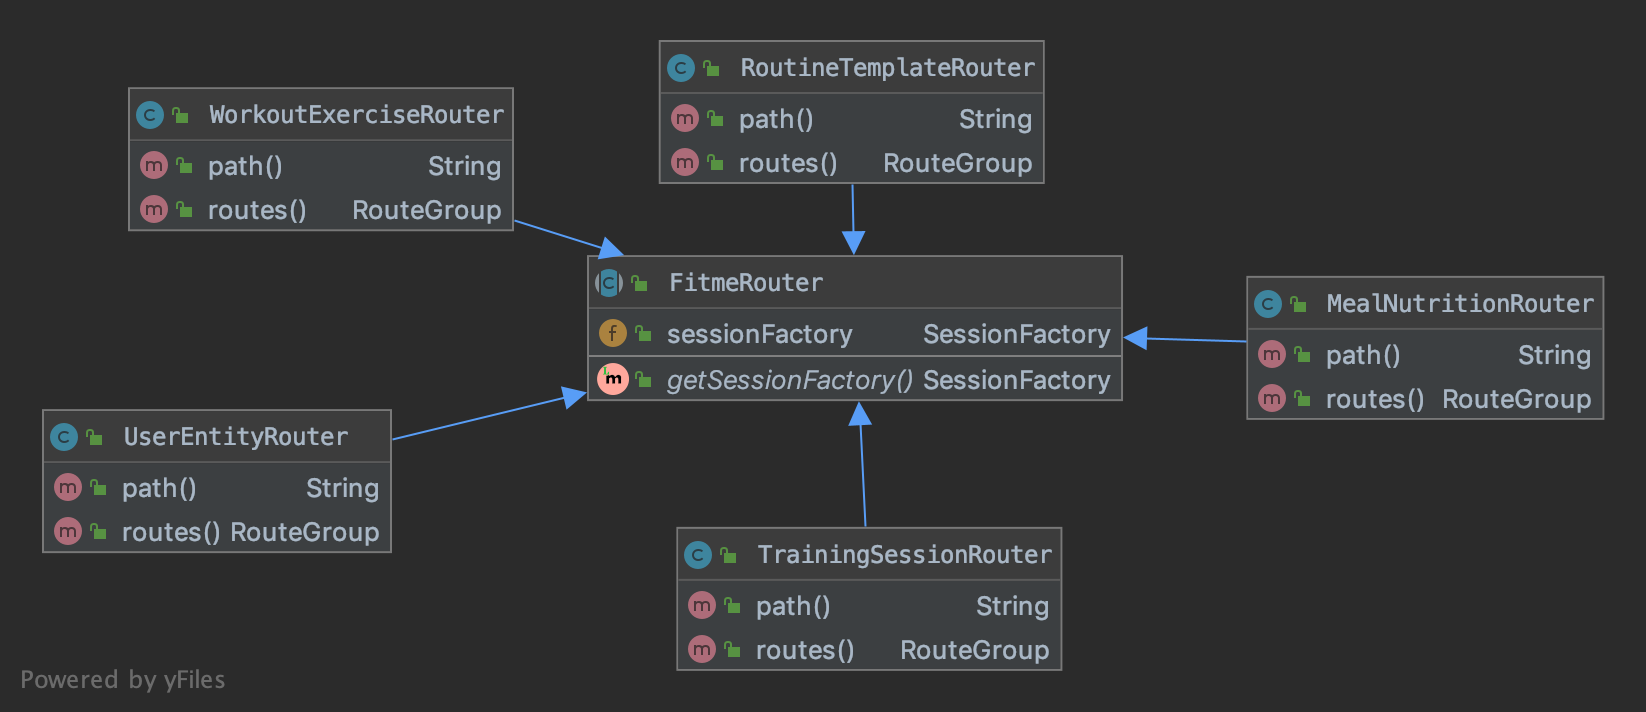 RoutineTemplateRouter
path() String
routes() RouteGroup
WorkoutExerciseRouter
path() String
routes() RouteGroup
FitmeRouter
sessionFactory SessionFactory
getSessionFactory() SessionFactory
MealNutritionRouter
path() String
routes() RouteGroup
UserEntityRouter
path() String
routes() RouteGroup
TrainingSessionRouter
path() String
routes() RouteGroup
Powered by yFiles